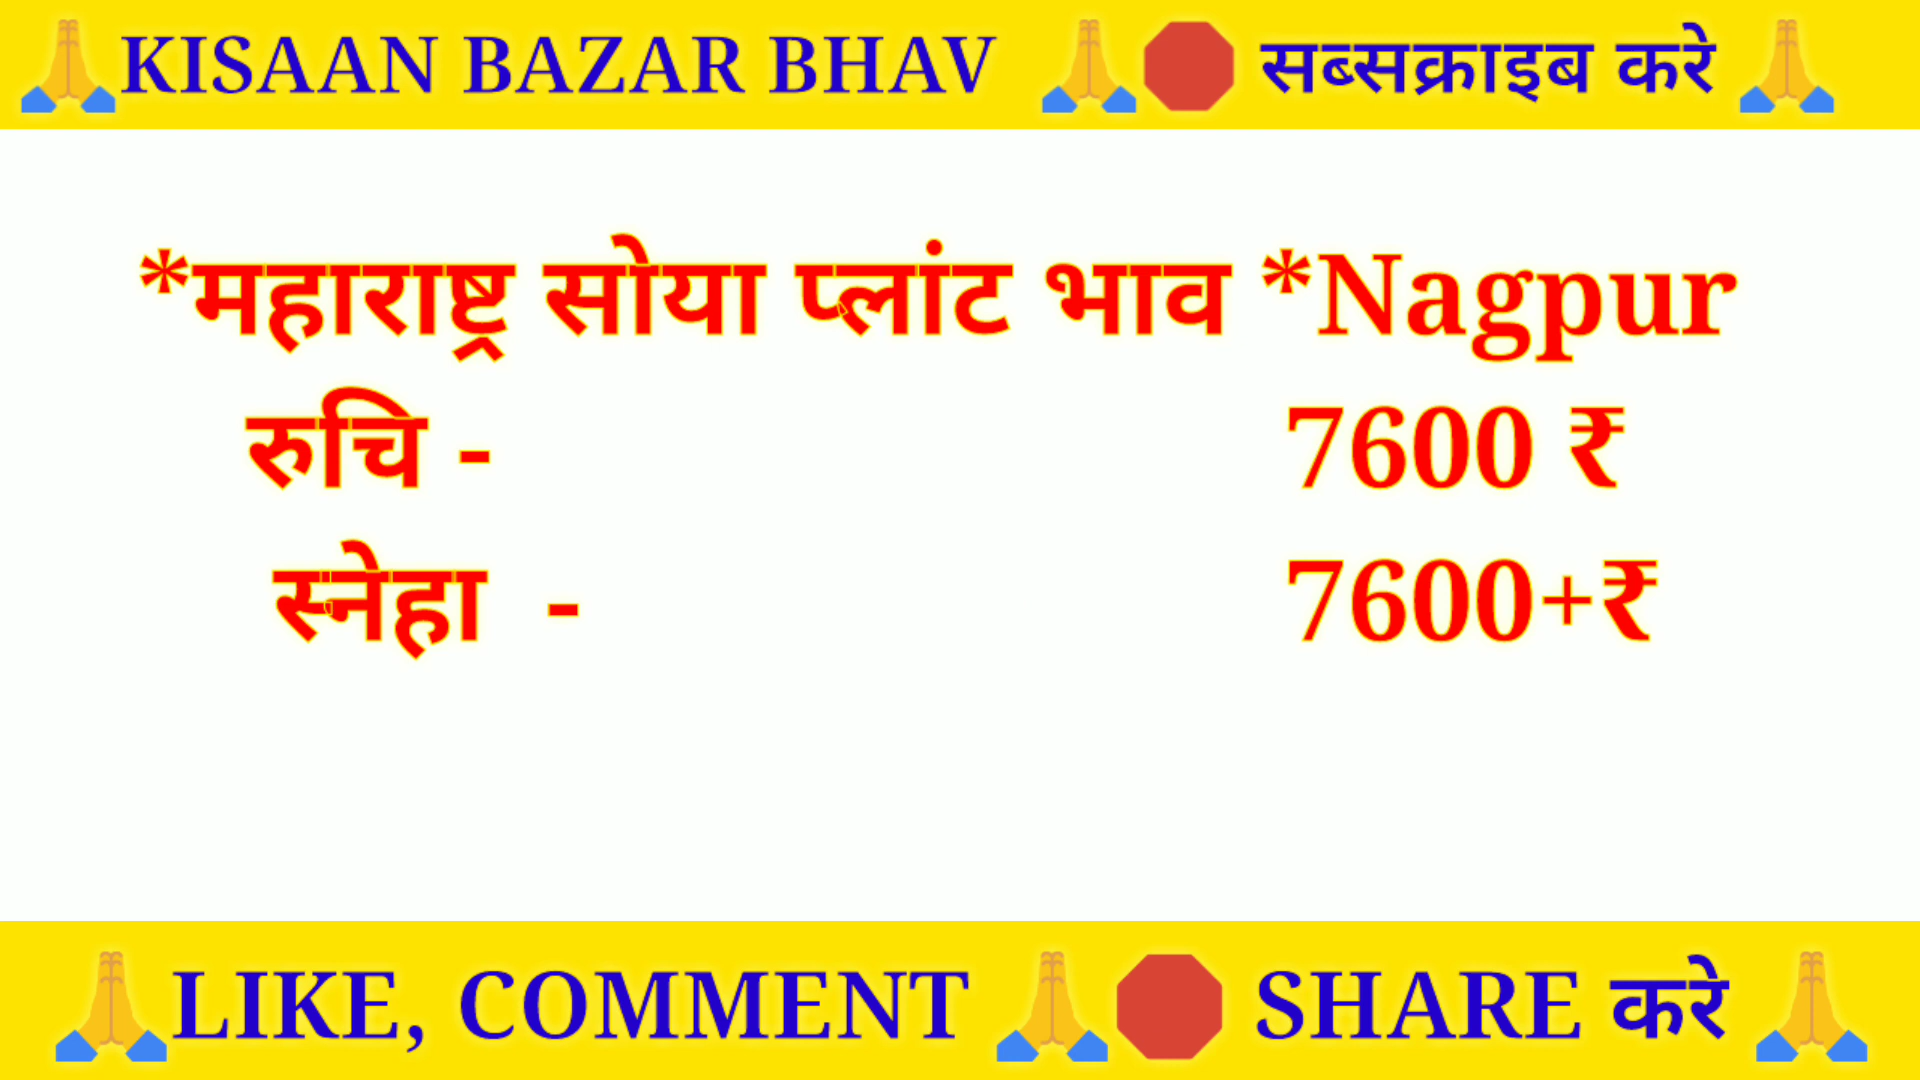 🙏KISAAN BAZAR BHAV 🙏🛑 सब्सक्राइब करे 🙏
*महाराष्ट्र सोया प्लांट भाव *Nagpur
रुचि - 7600 ₹
स्नेहा - 7600+₹
🙏LIKE, COMMENT 🙏🛑 SHARE करे 🙏